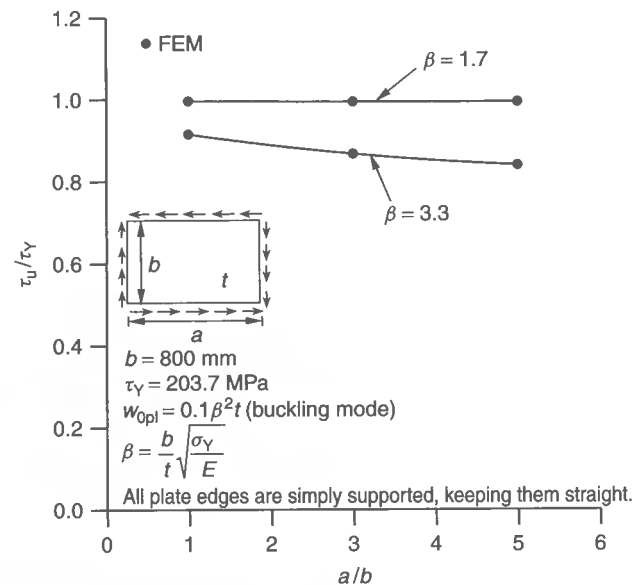 1.2
FEM
β = 1.7
1.0
0.8
β = 3.3
τu/τY
0.6
b
t
a
0.4
b = 800 mm
τY = 203.7 MPa
w0pl = 0.1β²t (buckling mode)
0.2
β = b/t √σY/E
All plate edges are simply supported, keeping them straight.
0.0
0 1 2 3 4 5 6
a/b